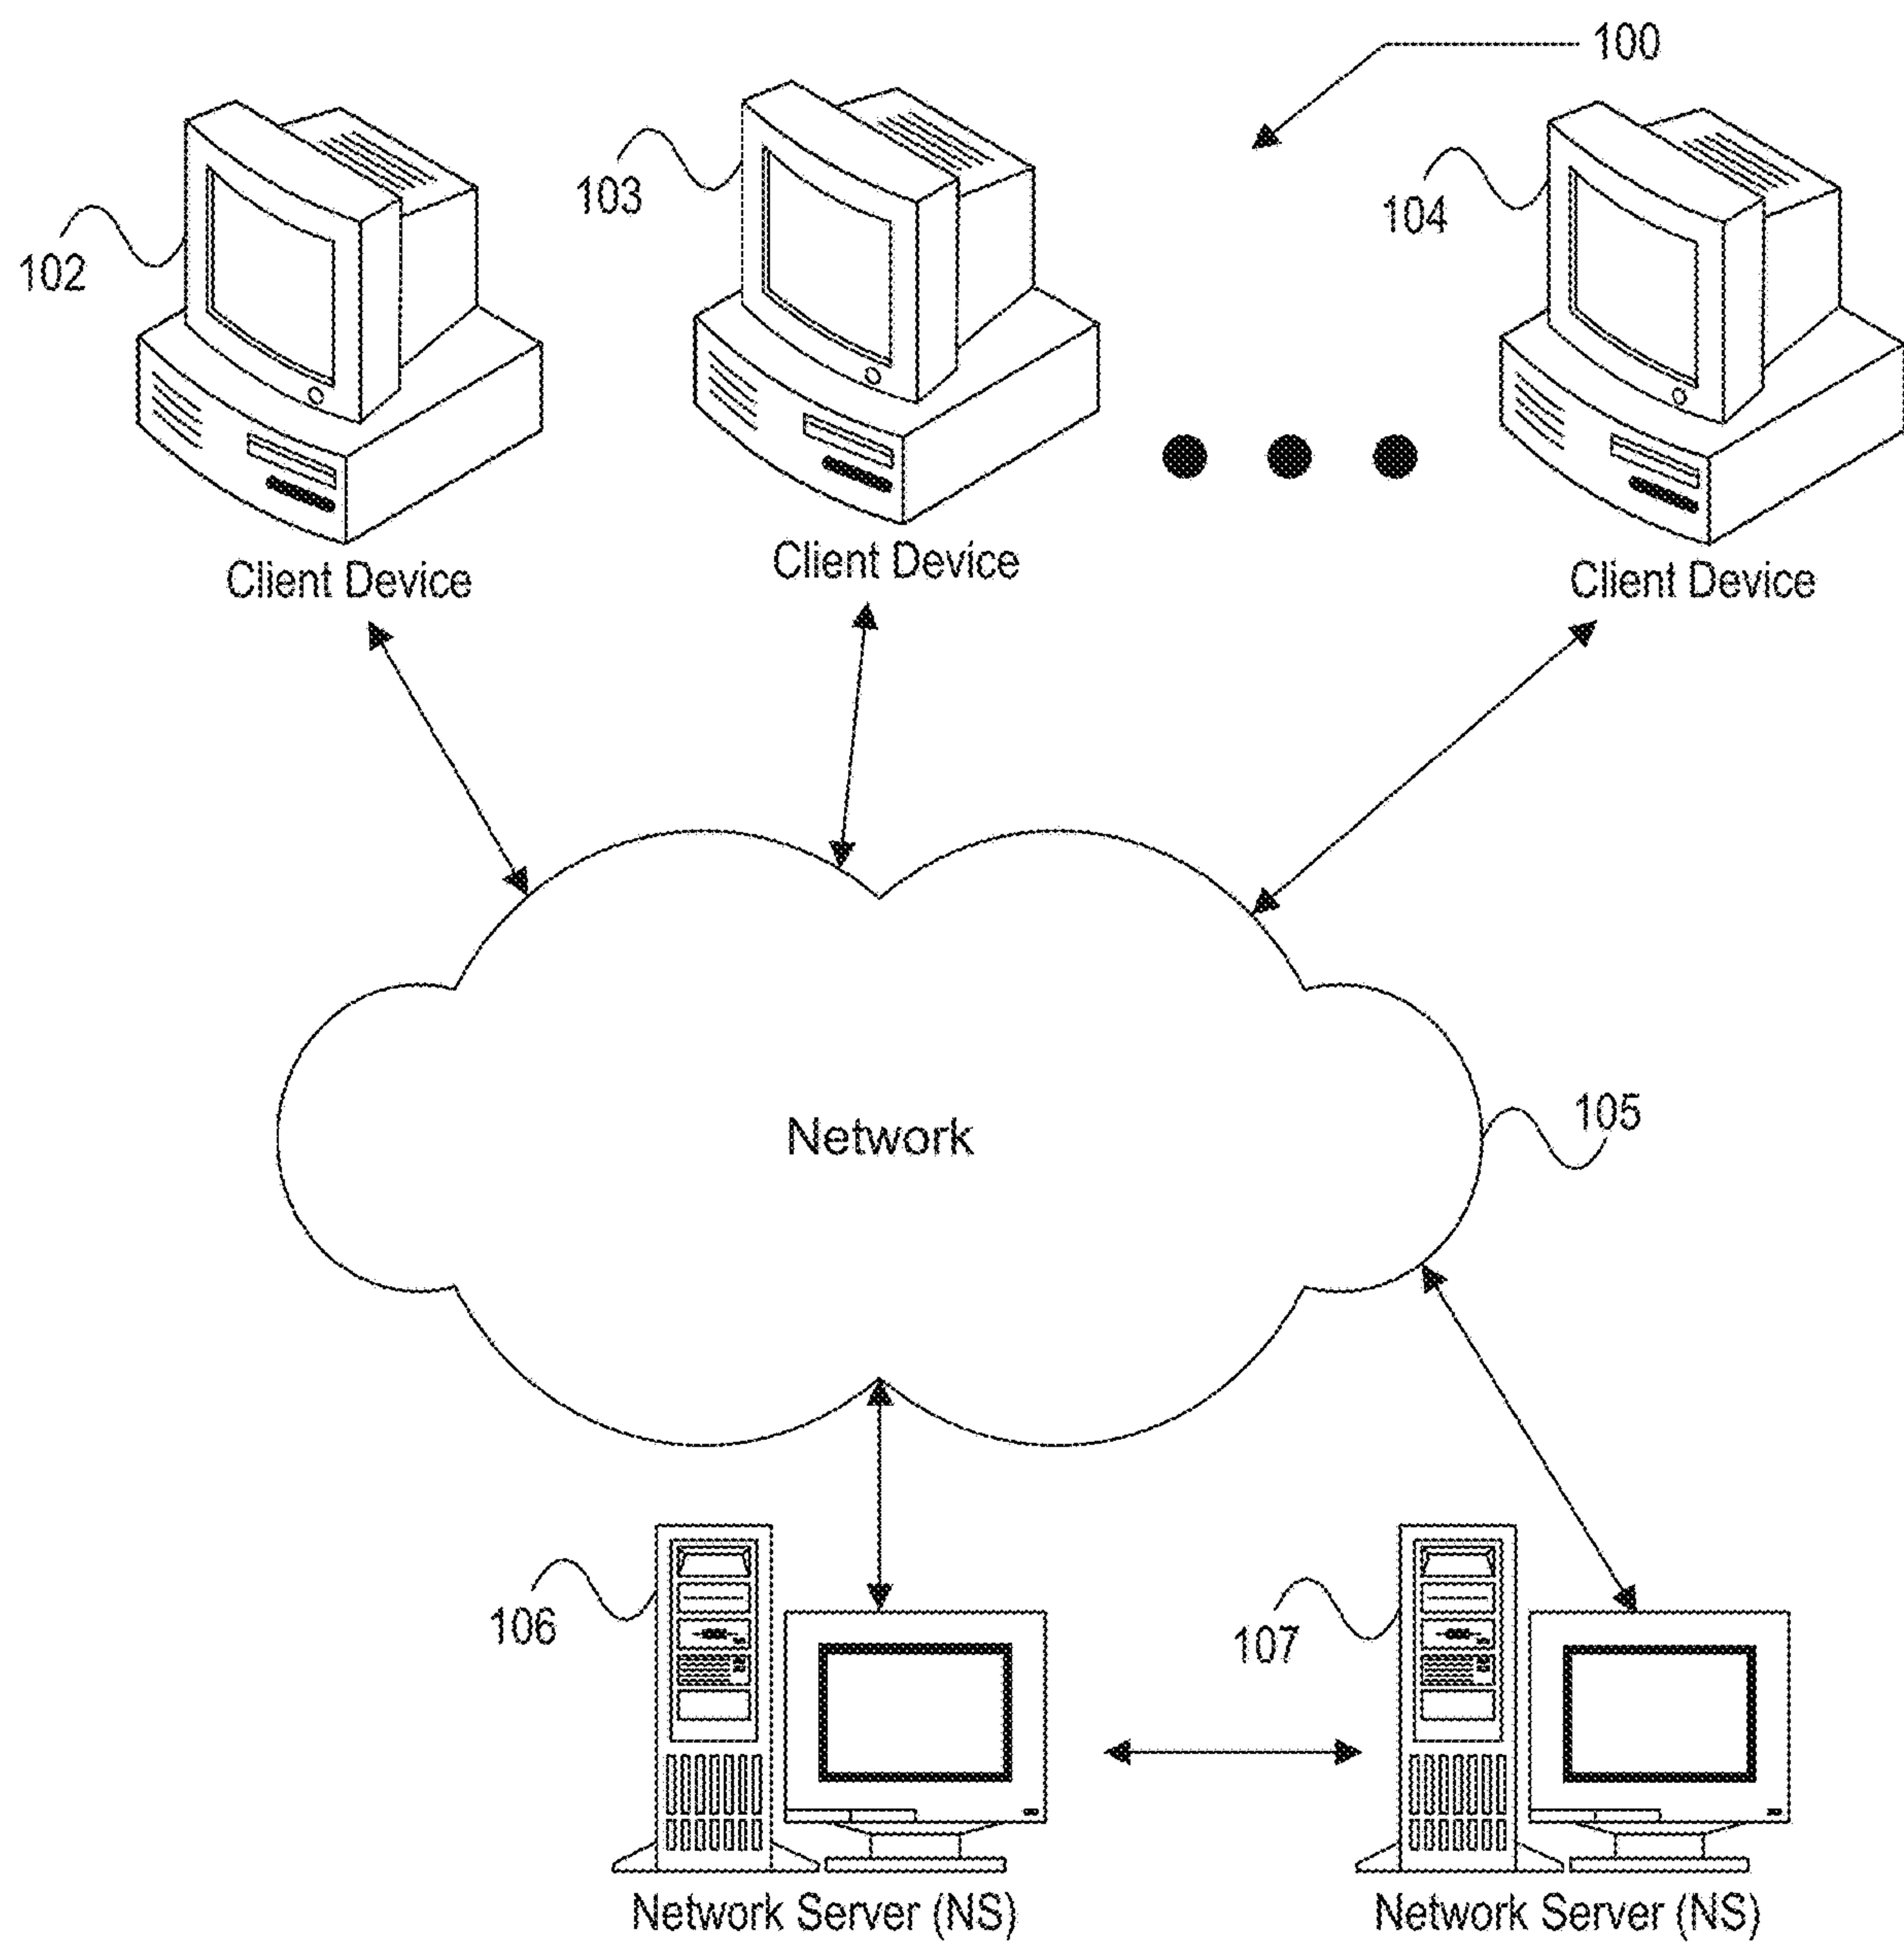 100
102
103
104
Client Device
Client Device
Client Device
Network
105
106
107
Network Server (NS)
Network Server (NS)